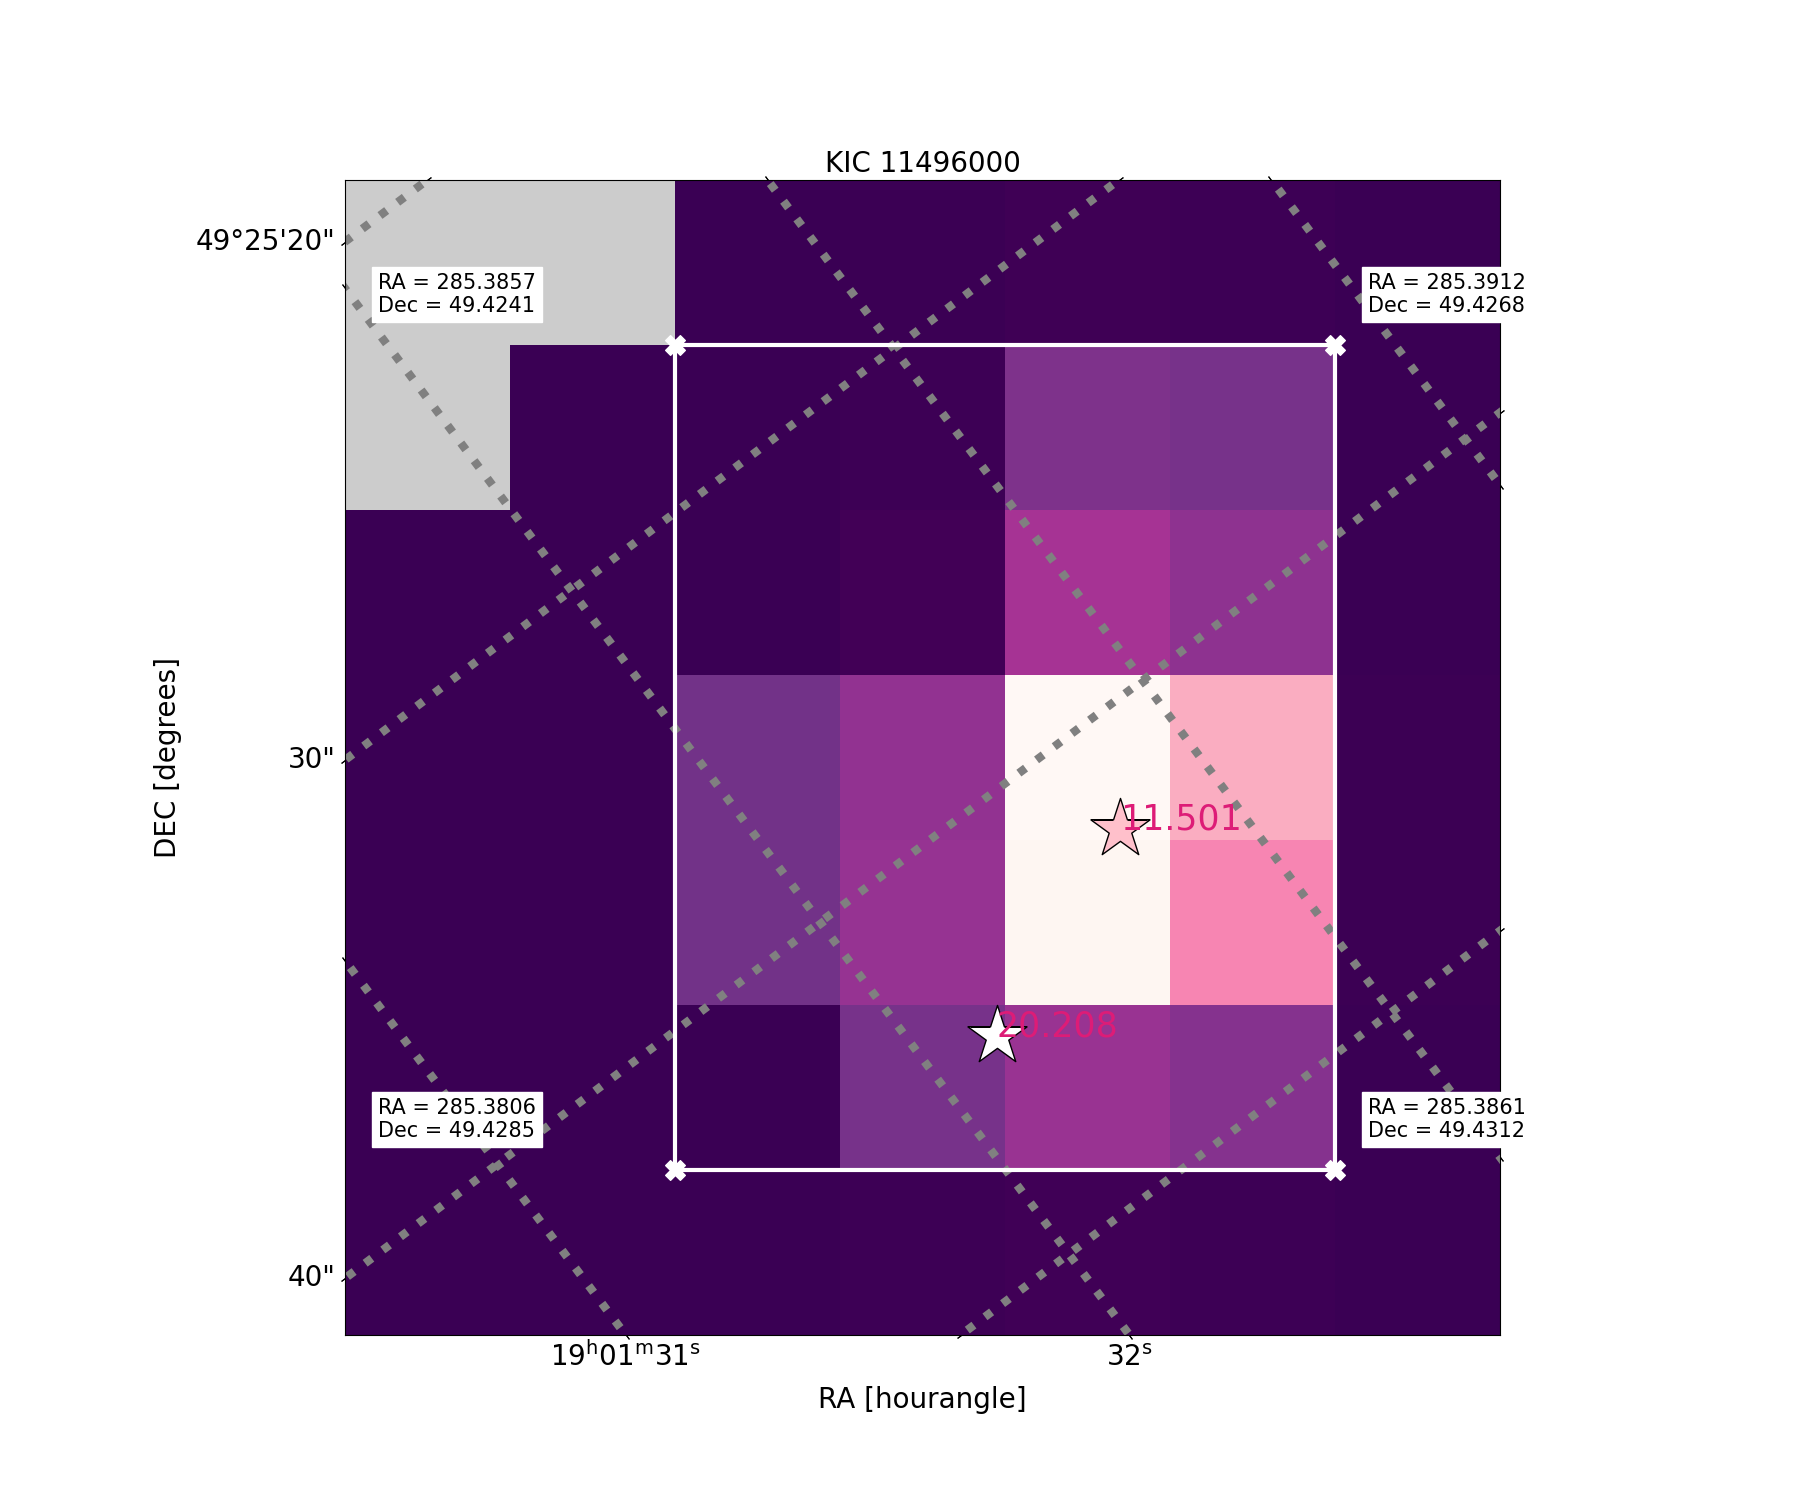 KIC 11496000
49°25'20"
RA = 285.3857
Dec = 49.4241
RA = 285.3912
Dec = 49.4268
30"
DEC [degrees]
11.501
20.208
RA = 285.3806
Dec = 49.4285
RA = 285.3861
Dec = 49.4312
40"
19ʰ01ᵐ31ˢ
32ˢ
RA [hourangle]